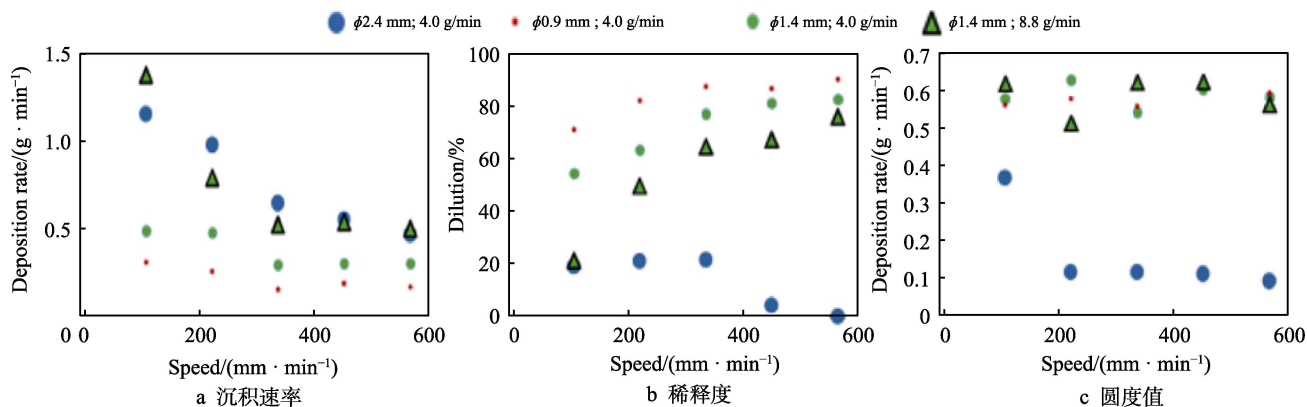 ϕ2.4 mm; 4.0 g/min ϕ0.9 mm ; 4.0 g/min ϕ1.4 mm; 4.0 g/min ϕ1.4 mm ; 8.8 g/min
Deposition rate/(g · min⁻¹)
1.5
1.0
0.5
0
0 200 400 600
Speed/(mm · min⁻¹)
a 沉积速率
Dilution/%
100
80
60
40
20
0
0 200 400 600
Speed/(mm · min⁻¹)
b 稀释度
Deposition rate/(g · min⁻¹)
0.7
0.6
0.5
0.4
0.3
0.2
0.1
0
0 200 400 600
Speed/(mm · min⁻¹)
c 圆度值